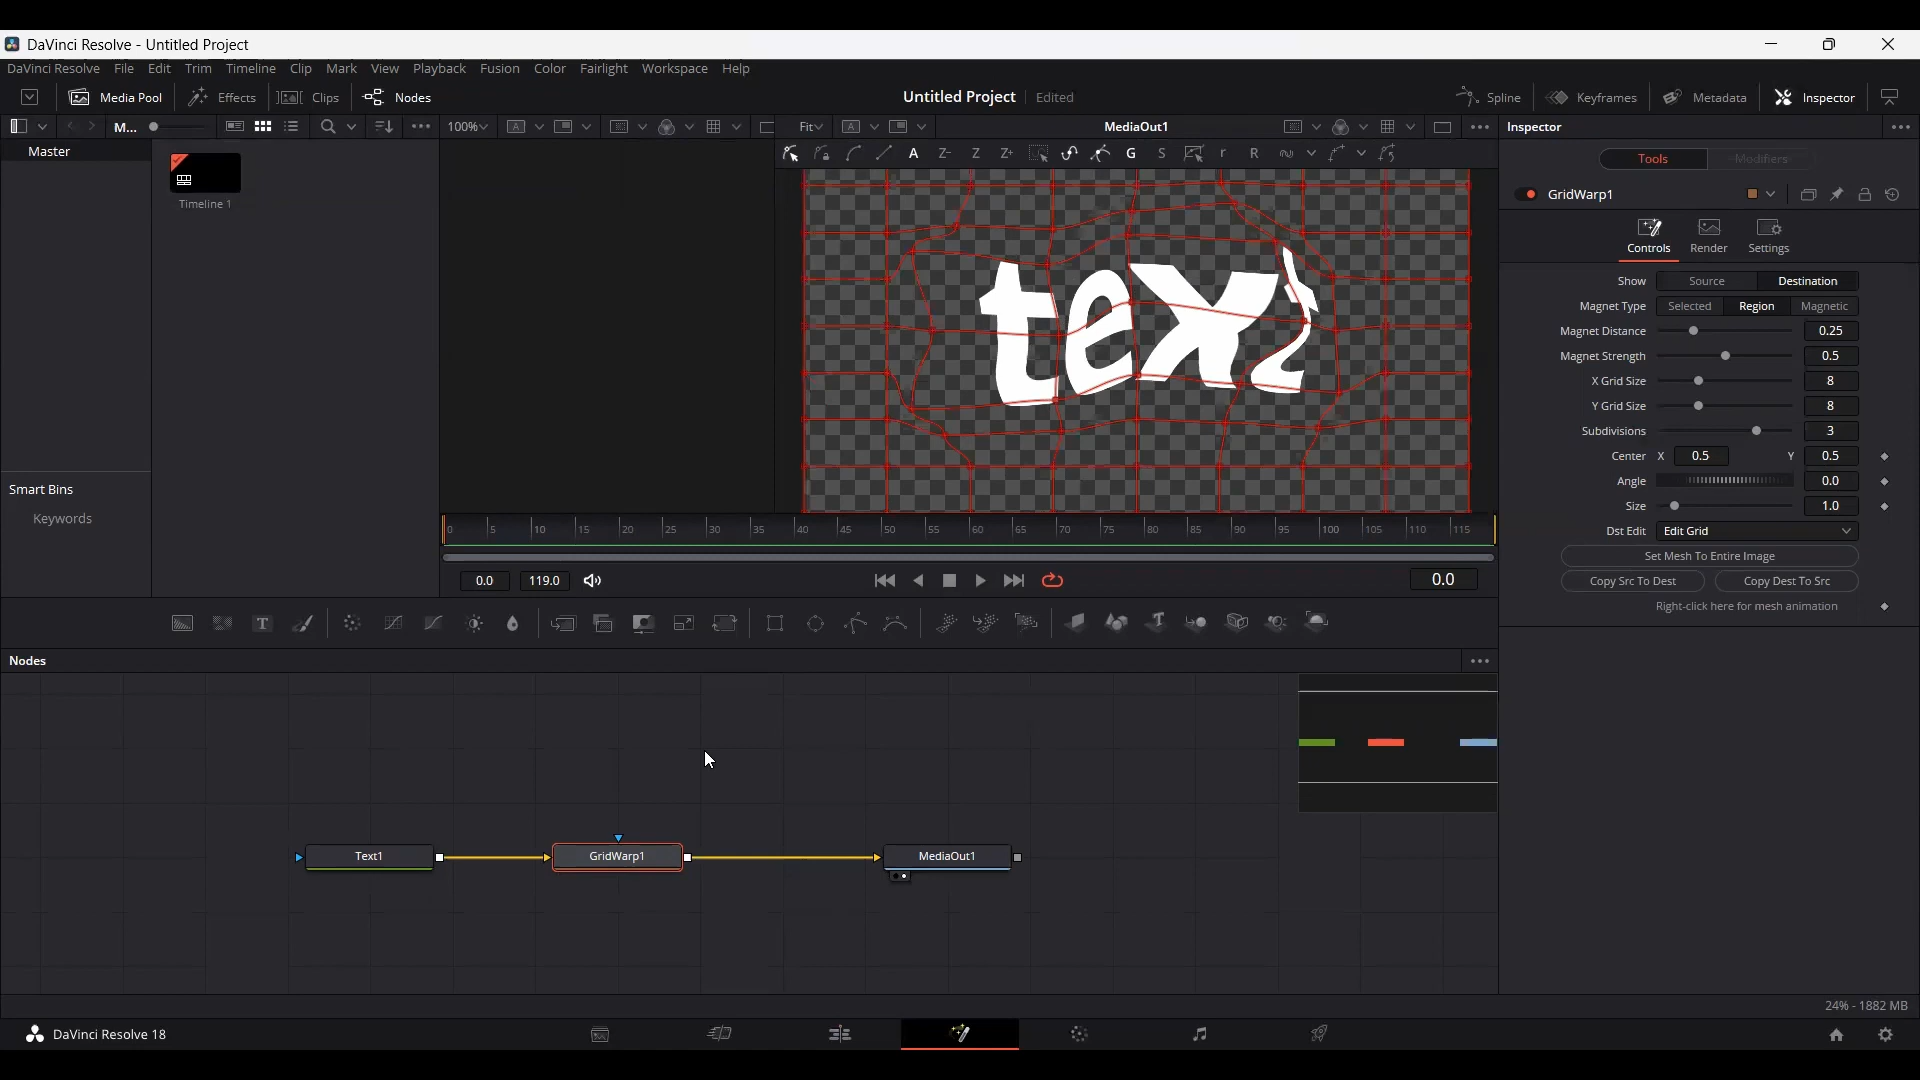 DaVinci Resolve - Untitled Project
DaVinci Resolve File Edit Trim Timeline Clip Mark View Playback Fusion Color Fairlight Workspace Help
Media Pool Effects Clips Nodes Untitled Project Edited Spline Keyframes Metadata Inspector
M... 100% A Fit A MediaOut1 Inspector
A Z- Z Z+ G S r R Tools Modifiers
Master
Timeline 1
text
GridWarp1
Controls Render Settings
Show Source Destination
Magnet Type Selected Region Magnetic
Magnet Distance 0.25
Magnet Strength 0.5
X Grid Size 8
Y Grid Size 8
Subdivisions 3
Center X 0.5 Y 0.5
Angle 0.0
Size 1.0
Dst Edit Edit Grid
Set Mesh To Entire Image
Copy Src To Dest Copy Dest To Src
Right-click here for mesh animation
Smart Bins
Keywords
0 5 10 15 20 25 30 35 40 45 50 55 60 65 70 75 80 85 90 95 100 105 110 115
0.0 119.0 0.0
T T
Nodes
Text1 GridWarp1 MediaOut1
24% - 1882 MB
DaVinci Resolve 18